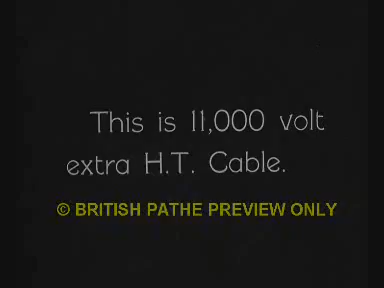 This is 11,000 volt
extra H.T. Cable.
© BRITISH PATHE PREVIEW ONLY